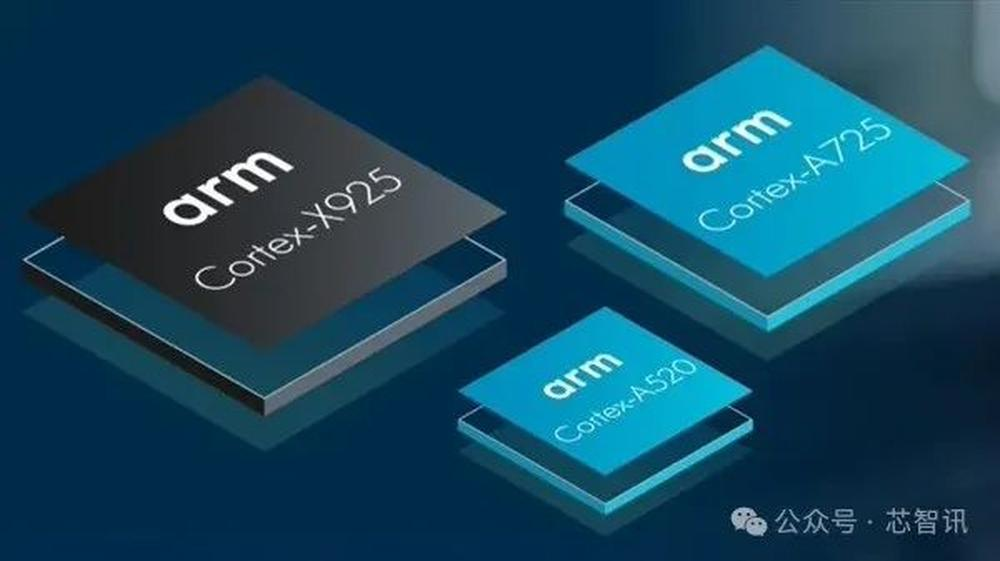 arm
Cortex-X925
arm
Cortex-A725
arm
Cortex-A520
公众号·芯智讯